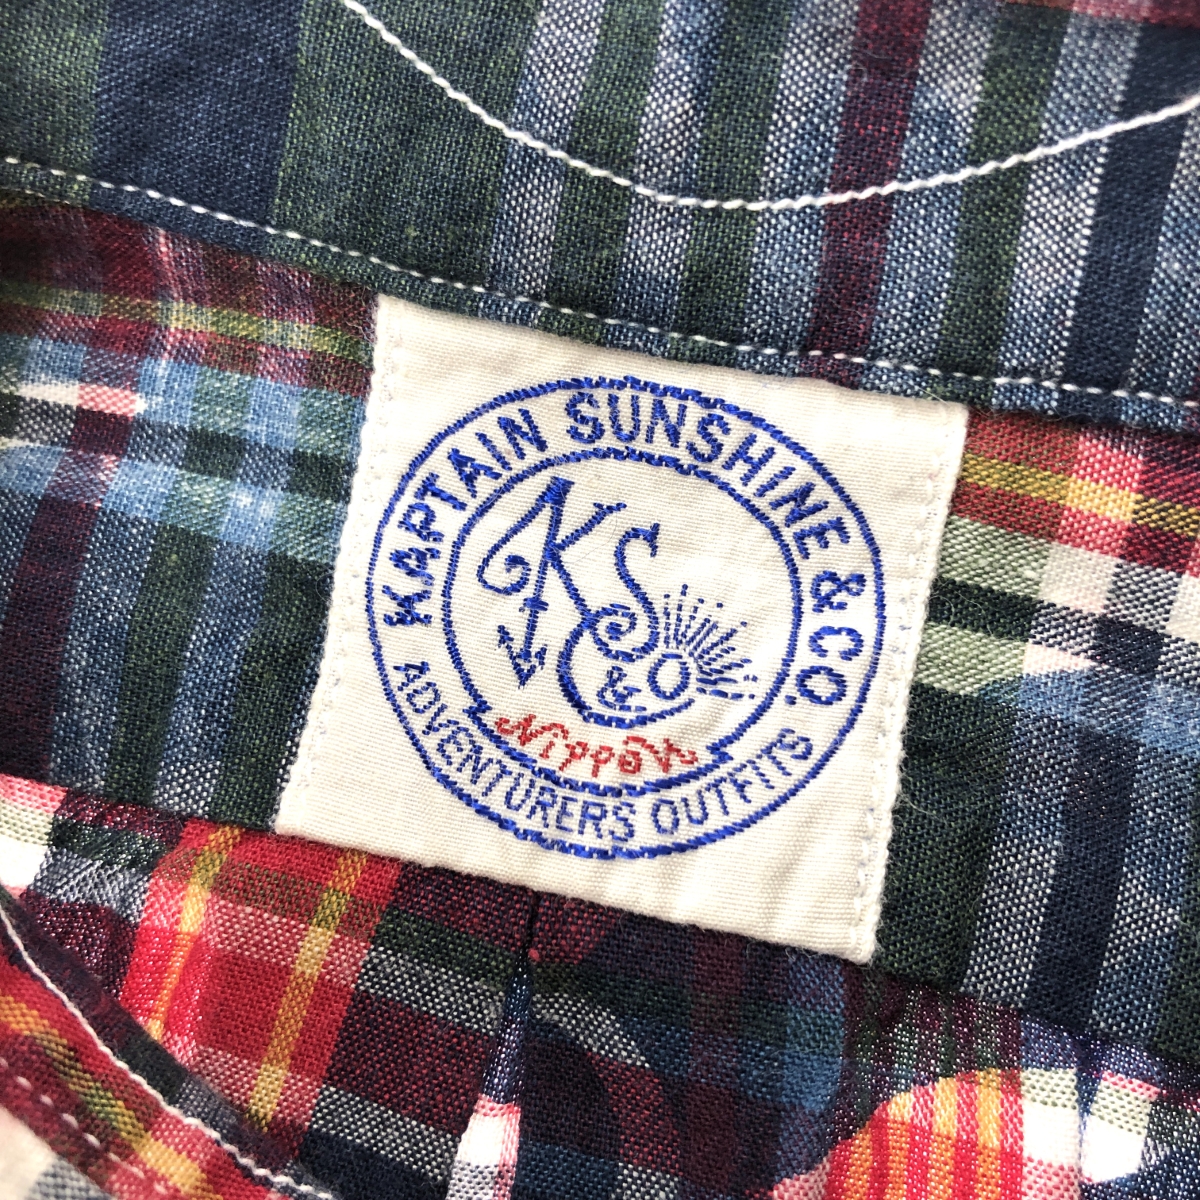 KAPTAIN SUNSHINE & CO.
KS
& CO
Nippon
ADVENTURERS OUTFITS